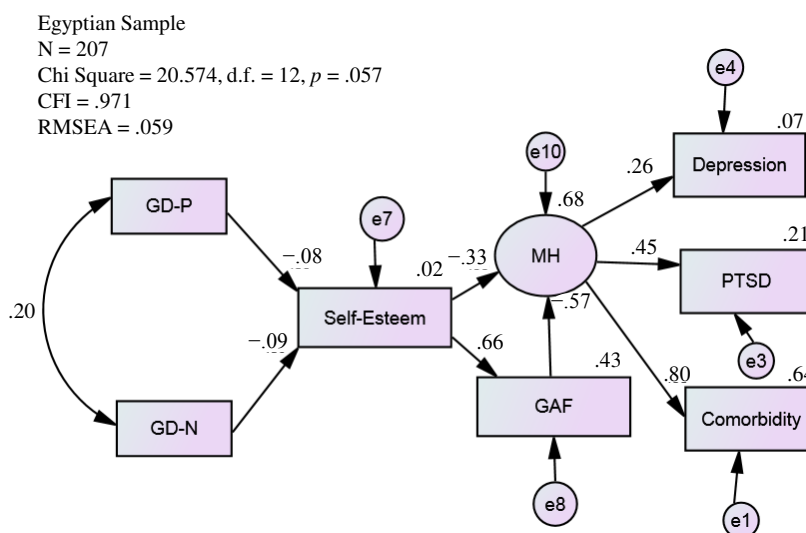 Egyptian Sample
N = 207
Chi Square = 20.574, d.f. = 12, p = .057
CFI = .971
RMSEA = .059
e4
.07
Depression
.26
e10
.68
GD-P
e7
MH
.45
.21
PTSD
-.08
.02
-.33
.20
Self-Esteem
-.57
-.09
.66
.43
e3
.80
.64
GAF
Comorbidity
GD-N
e8
e1